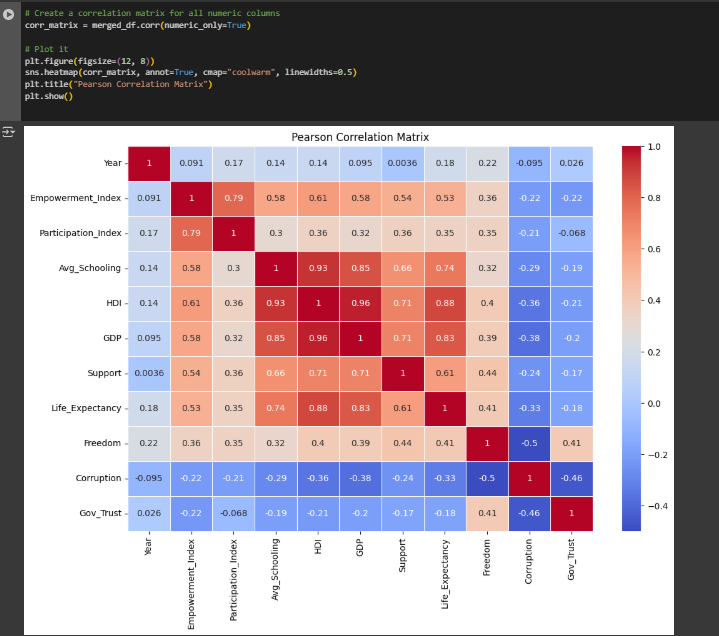 # Create a correlation matrix for all numeric columns
corr_matrix = merged_df.corr(numeric_only=True)
# Plot it
plt.figure(figsize=(12, 8))
sns.heatmap(corr_matrix, annot=True, cmap="coolwarm", linewidths=0.5)
plt.title("Pearson Correlation Matrix")
plt.show()
Pearson Correlation Matrix
Year 1 0.091 0.17 0.14 0.14 0.095 0.0036 0.18 0.22 -0.095 0.026
Empowerment_Index 0.091 1 0.79 0.58 0.61 0.58 0.54 0.53 0.36 -0.22 -0.22
Participation_Index 0.17 0.79 1 0.3 0.36 0.32 0.36 0.35 0.35 -0.21 -0.068
Avg_Schooling 0.14 0.58 0.3 1 0.93 0.85 0.66 0.74 0.32 -0.29 -0.19
HDI 0.14 0.61 0.36 0.93 1 0.96 0.71 0.88 0.4 -0.36 -0.21
GDP 0.095 0.58 0.32 0.85 0.96 1 0.71 0.83 0.39 -0.38 -0.2
Support 0.0036 0.54 0.36 0.66 0.71 0.71 1 0.61 0.44 -0.24 -0.17
Life_Expectancy 0.18 0.53 0.35 0.74 0.88 0.83 0.61 1 0.41 -0.33 -0.18
Freedom 0.22 0.36 0.35 0.32 0.4 0.39 0.44 0.41 1 -0.5 0.41
Corruption -0.095 -0.22 -0.21 -0.29 -0.36 -0.38 -0.24 -0.33 -0.5 1 -0.46
Gov_Trust 0.026 -0.22 -0.068 -0.19 -0.21 -0.2 -0.17 -0.18 0.41 -0.46 1
Year
Empowerment_Index
Participation_Index
Avg_Schooling
HDI
GDP
Support
Life_Expectancy
Freedom
Corruption
Gov_Trust
1.0
0.8
0.6
0.4
0.2
0.0
−0.2
−0.4